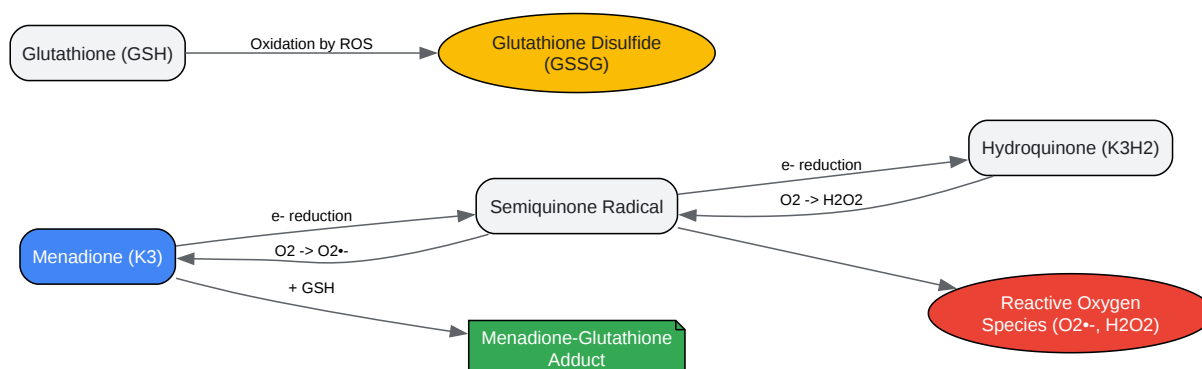 Glutathione (GSH)
Oxidation by ROS
Glutathione Disulfide
(GSSG)
Hydroquinone (K3H2)
e- reduction
O2 -> H2O2
Semiquinone Radical
e- reduction
O2 -> O2•-
Menadione (K3)
+ GSH
Reactive Oxygen
Species (O2•-, H2O2)
Menadione-Glutathione
Adduct